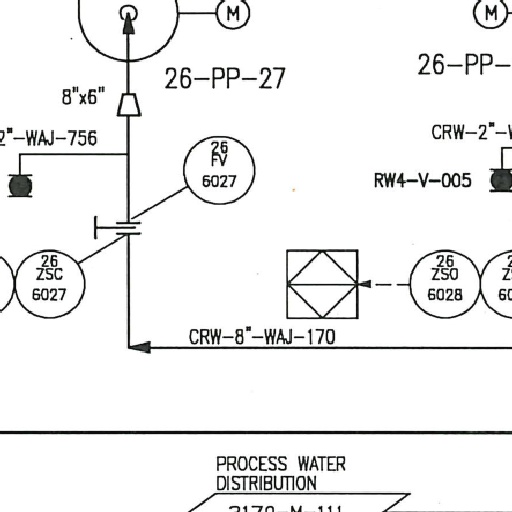 M
M
26-PP-27
26-PP-
8"x6"
2"-WAJ-756
CRW-2"-W
26
FV
6027
RW4-V-005
26
ZSC
6027
26
ZSO
6028
CRW-8"-WAJ-170
PROCESS WATER
DISTRIBUTION